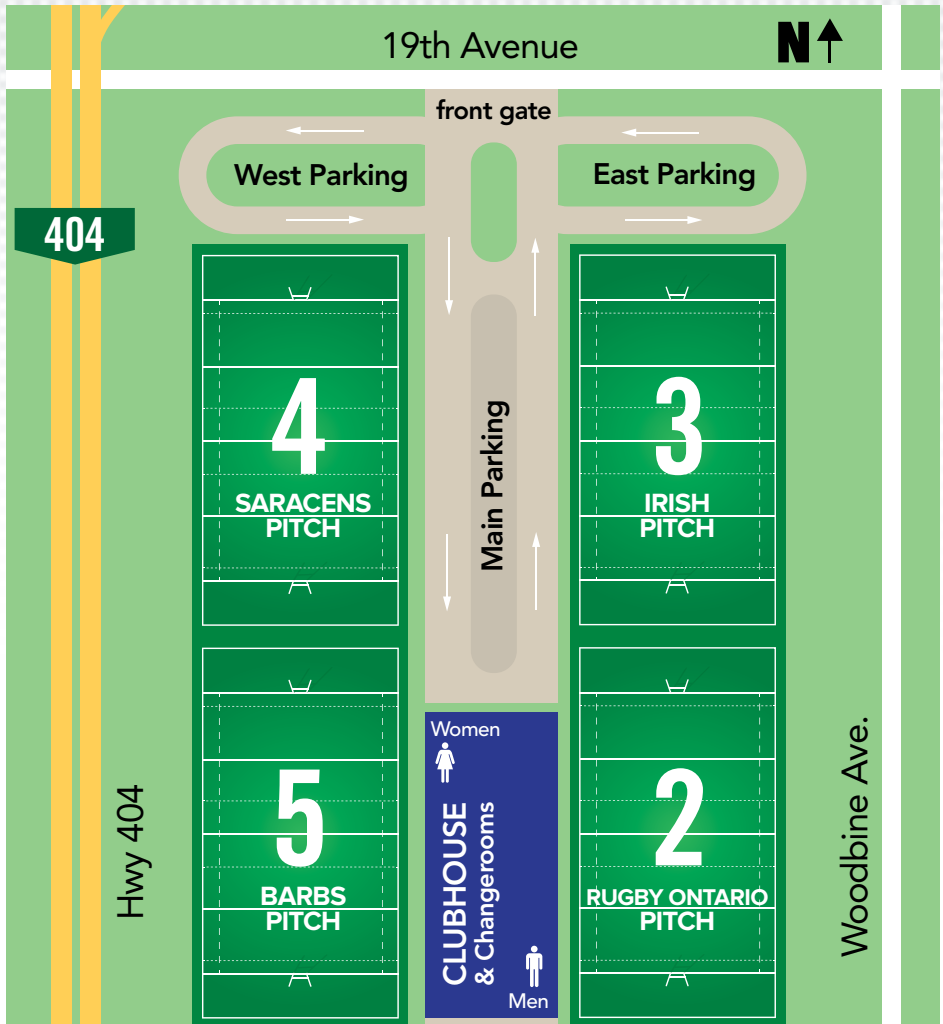 19th Avenue
N
front gate
West Parking
East Parking
404
4
SARACENS
PITCH
Main Parking
3
IRISH
PITCH
Hwy 404
5
BARBS
PITCH
Women
CLUBHOUSE
& Changerooms
Men
2
RUGBY ONTARIO
PITCH
Woodbine Ave.